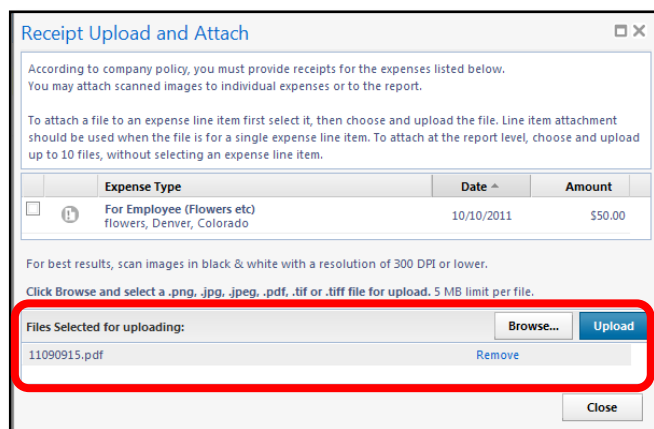 Receipt Upload and Attach
According to company policy, you must provide receipts for the expenses listed below.
You may attach scanned images to individual expenses or to the report.
To attach a file to an expense line item first select it, then choose and upload the file. Line item attachment
should be used when the file is for a single expense line item. To attach at the report level, choose and upload
up to 10 files, without selecting an expense line item.
Expense Type Date Amount
For Employee (Flowers etc) 10/10/2011 $50.00
flowers, Denver, Colorado
For best results, scan images in black & white with a resolution of 300 DPI or lower.
Click Browse and select a .png, .jpg, .jpeg, .pdf, .tif or .tiff file for upload. 5 MB limit per file.
Files Selected for uploading: Browse... Upload
11090915.pdf Remove
Close